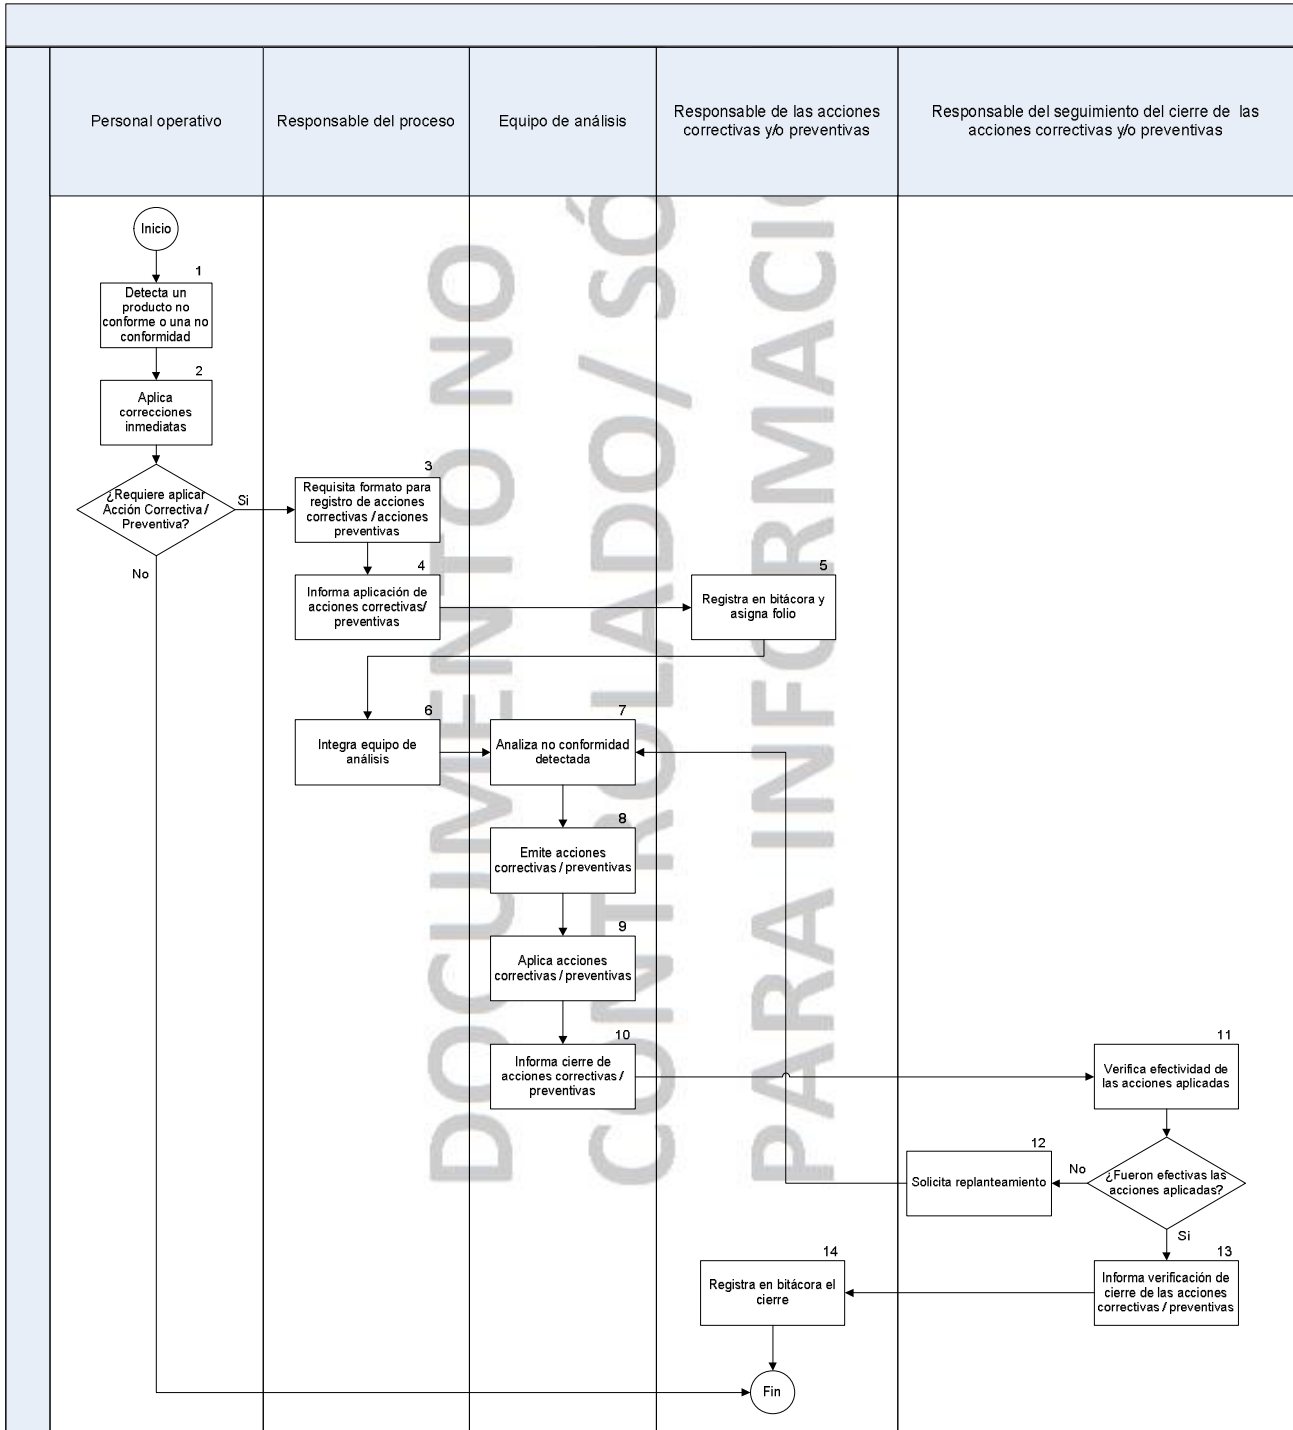 Personal operativo
Responsable del proceso
Equipo de análisis
Responsable de las acciones
correctivas y/o preventivas
Responsable del seguimiento del cierre de las
acciones correctivas y/o preventivas
Inicio
1
Detecta un
producto no
conforme o una no
conformidad
2
Aplica
correcciones
inmediatas
¿Requiere aplicar
Acción Correctiva /
Preventiva?
Si
No
3
Requisita formato para
registro de acciones
correctivas / acciones
preventivas
4
Informa aplicación de
acciones correctivas/
preventivas
5
Registra en bitácora y
asigna folio
6
Integra equipo de
análisis
7
Analiza no conformidad
detectada
8
Emite acciones
correctivas / preventivas
9
Aplica acciones
correctivas / preventivas
10
Informa cierre de
acciones correctivas /
preventivas
11
Verifica efectividad de
las acciones aplicadas
¿Fueron efectivas las
acciones aplicadas?
No
Si
12
Solicita replanteamiento
13
Informa verificación de
cierre de las acciones
correctivas / preventivas
14
Registra en bitácora el
cierre
Fin
DOCUMENTO NO
CONTROLADO/ SÓ
PARA INFORMACI